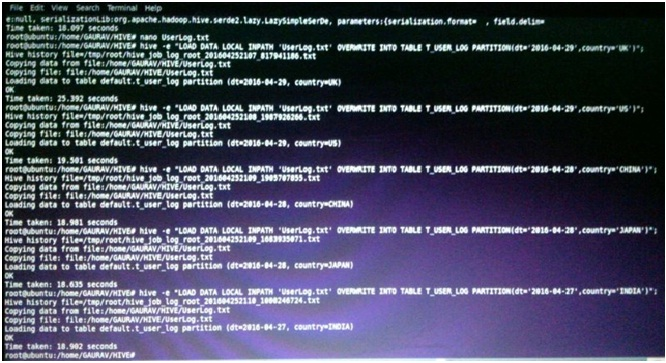 File Edit View Search Terminal Help
e:null, serializationLib:org.apache.hadoop.hive.serde2.lazy.LazySimpleSerDe, parameters:{serialization.format= , field.delim=
Time taken: 18.097 seconds
root@ubuntu:/home/GAURAV/HIVE# nano UserLog.txt
root@ubuntu:/home/GAURAV/HIVE# hive -e "LOAD DATA LOCAL INPATH 'UserLog.txt' OVERWRITE INTO TABLE T_USER_LOG PARTITION(dt='2016-04-29',country='UK')";
Hive history file=/tmp/root/hive_job_log_root_201604252107_817941186.txt
Copying data from file:/home/GAURAV/HIVE/UserLog.txt
Copying file: file:/home/GAURAV/HIVE/UserLog.txt
Loading data to table default.t_user_log partition (dt=2016-04-29, country=UK)
OK
Time taken: 25.392 seconds
root@ubuntu:/home/GAURAV/HIVE# hive -e "LOAD DATA LOCAL INPATH 'UserLog.txt' OVERWRITE INTO TABLE T_USER_LOG PARTITION(dt='2016-04-29',country='US')";
Hive history file=/tmp/root/hive_job_log_root_201604252108_1987926266.txt
Copying data from file:/home/GAURAV/HIVE/UserLog.txt
Copying file: file:/home/GAURAV/HIVE/UserLog.txt
Loading data to table default.t_user_log partition (dt=2016-04-29, country=US)
OK
Time taken: 19.501 seconds
root@ubuntu:/home/GAURAV/HIVE# hive -e "LOAD DATA LOCAL INPATH 'UserLog.txt' OVERWRITE INTO TABLE T_USER_LOG PARTITION(dt='2016-04-28',country='CHINA')";
Hive history file=/tmp/root/hive_job_log_root_201604252109_1905707855.txt
Copying data from file:/home/GAURAV/HIVE/UserLog.txt
Copying file: file:/home/GAURAV/HIVE/UserLog.txt
Loading data to table default.t_user_log partition (dt=2016-04-28, country=CHINA)
OK
Time taken: 18.981 seconds
root@ubuntu:/home/GAURAV/HIVE# hive -e "LOAD DATA LOCAL INPATH 'UserLog.txt' OVERWRITE INTO TABLE T_USER_LOG PARTITION(dt='2016-04-28',country='JAPAN')";
Hive history file=/tmp/root/hive_job_log_root_201604252109_1683935071.txt
Copying data from file:/home/GAURAV/HIVE/UserLog.txt
Copying file: file:/home/GAURAV/HIVE/UserLog.txt
Loading data to table default.t_user_log partition (dt=2016-04-28, country=JAPAN)
OK
Time taken: 18.635 seconds
root@ubuntu:/home/GAURAV/HIVE# hive -e "LOAD DATA LOCAL INPATH 'UserLog.txt' OVERWRITE INTO TABLE T_USER_LOG PARTITION(dt='2016-04-27',country='INDIA')";
Hive history file=/tmp/root/hive_job_log_root_201604252110_1000246724.txt
Copying data from file:/home/GAURAV/HIVE/UserLog.txt
Copying file: file:/home/GAURAV/HIVE/UserLog.txt
Loading data to table default.t_user_log partition (dt=2016-04-27, country=INDIA)
OK
Time taken: 18.902 seconds
root@ubuntu:/home/GAURAV/HIVE#